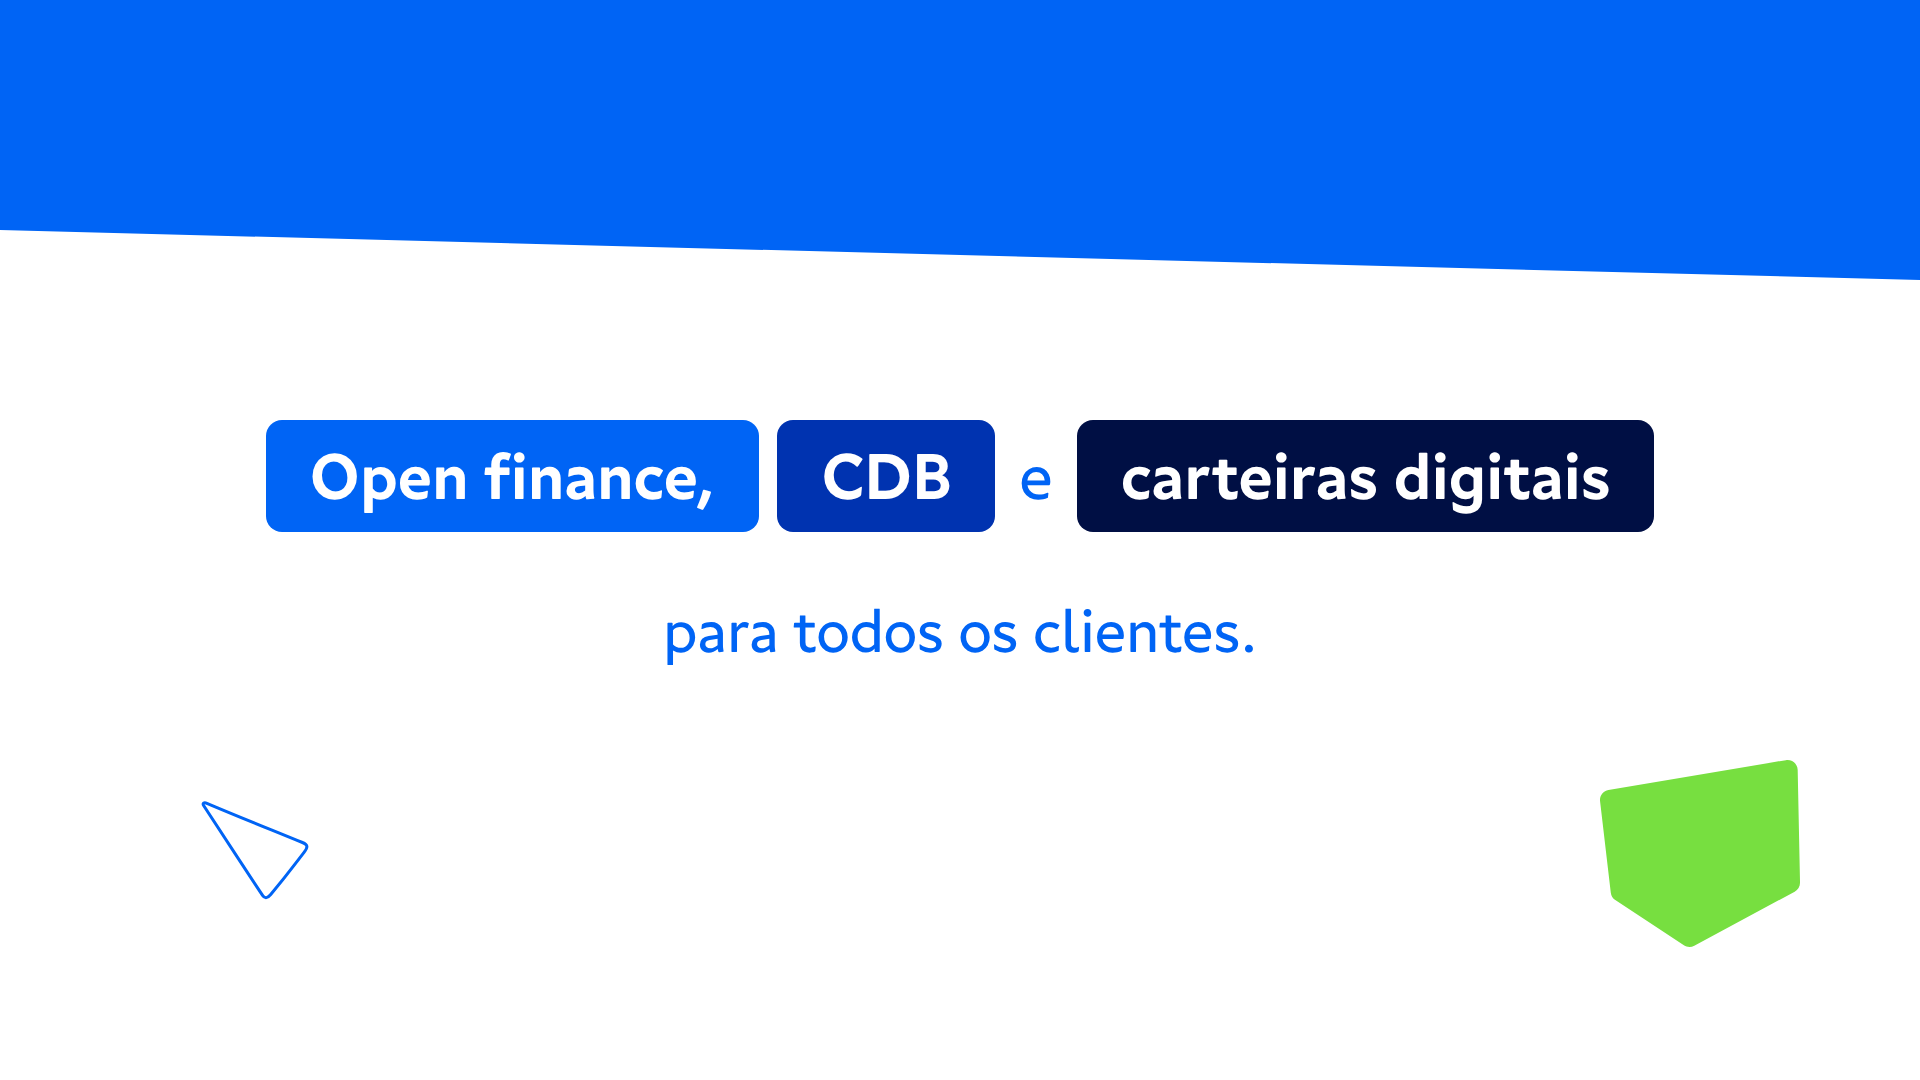 Open finance, CDB e carteiras digitais
para todos os clientes.